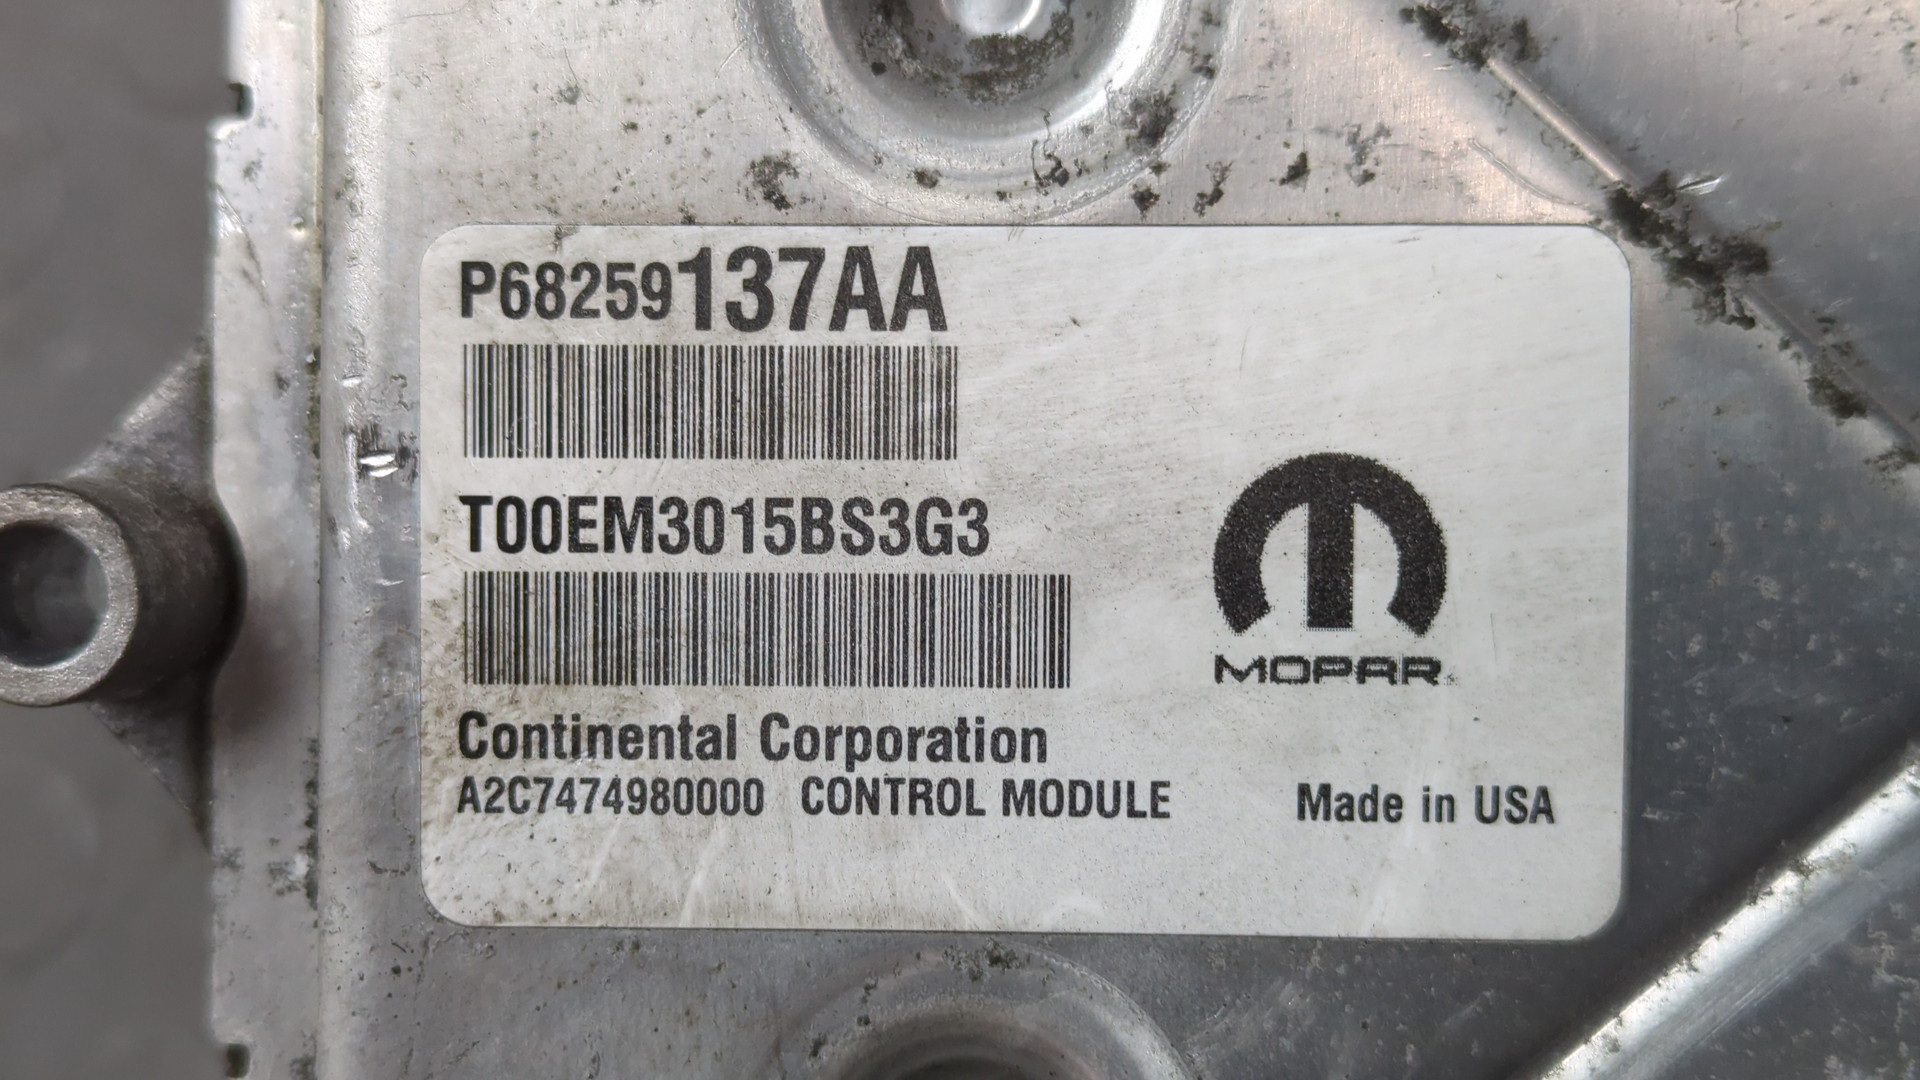 P68259137AA
T00EM3015BS3G3
MOPAR
Continental Corporation
A2C7474980000 CONTROL MODULE Made in USA